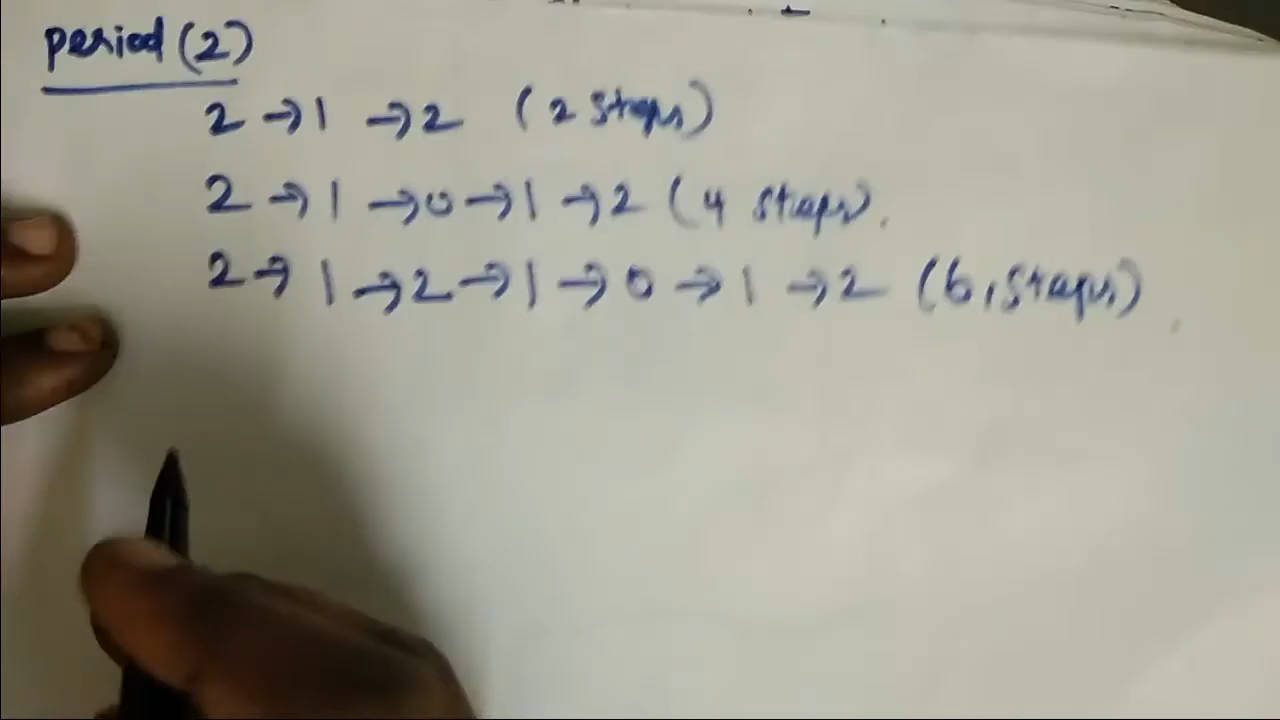 period (2)
2 → 1 → 2 (2 steps)
2 → 1 → 0 → 1 → 2 (4 steps).
2 → 1 → 2 → 1 → 0 → 1 → 2 (6, steps)